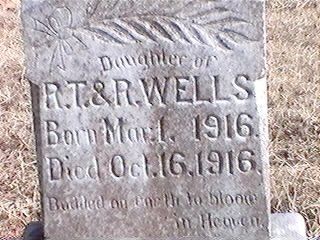 Daughter of
R.T.&R.WELLS
Born Mar.1. 1916.
Died Oct.16,1916.
Budded on earth to bloom
in Heaven.